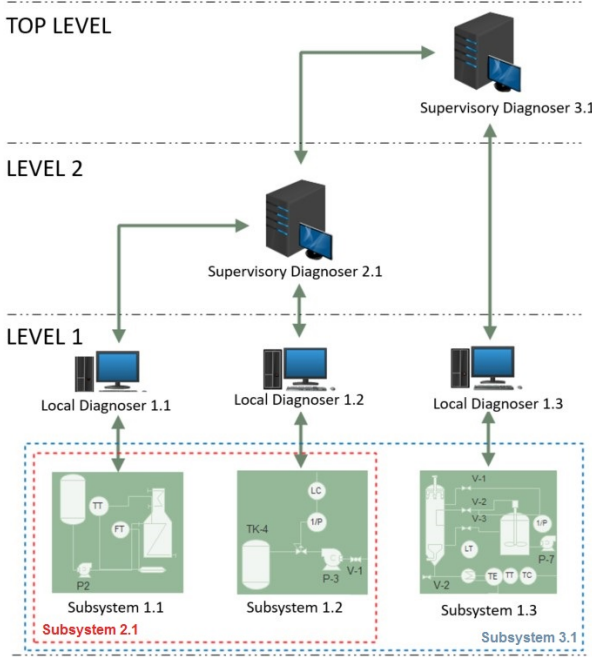 TOP LEVEL
Supervisory Diagnoser 3.1
LEVEL 2
Supervisory Diagnoser 2.1
LEVEL 1
Local Diagnoser 1.1
Local Diagnoser 1.2
Local Diagnoser 1.3
TT
FT
P2
LC
1/P
TK-4
P-3
V-1
V-1
V-2
V-3
1/P
LT
P-7
V-2
TE
TT
TC
Subsystem 1.1
Subsystem 1.2
Subsystem 1.3
Subsystem 2.1
Subsystem 3.1